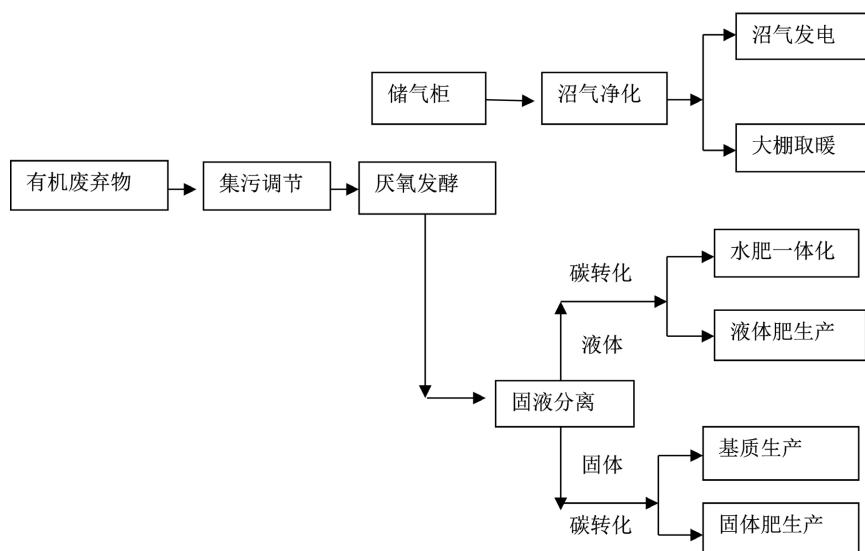 沼气发电
储气柜
沼气净化
大棚取暖
有机废弃物
集污调节
厌氧发酵
水肥一体化
碳转化
液体肥生产
液体
固液分离
基质生产
固体
固体肥生产
碳转化